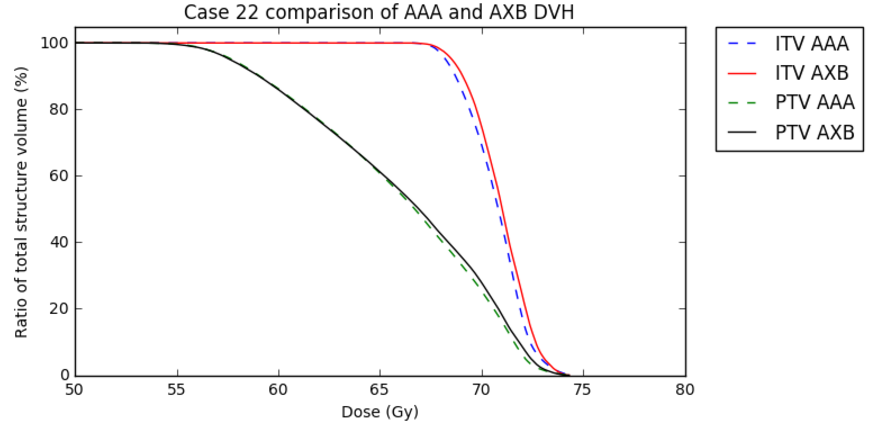 Case 22 comparison of AAA and AXB DVH
Ratio of total structure volume (%)
100
80
60
40
20
0
50 55 60 65 70 75 80
Dose (Gy)
ITV AAA
ITV AXB
PTV AAA
PTV AXB